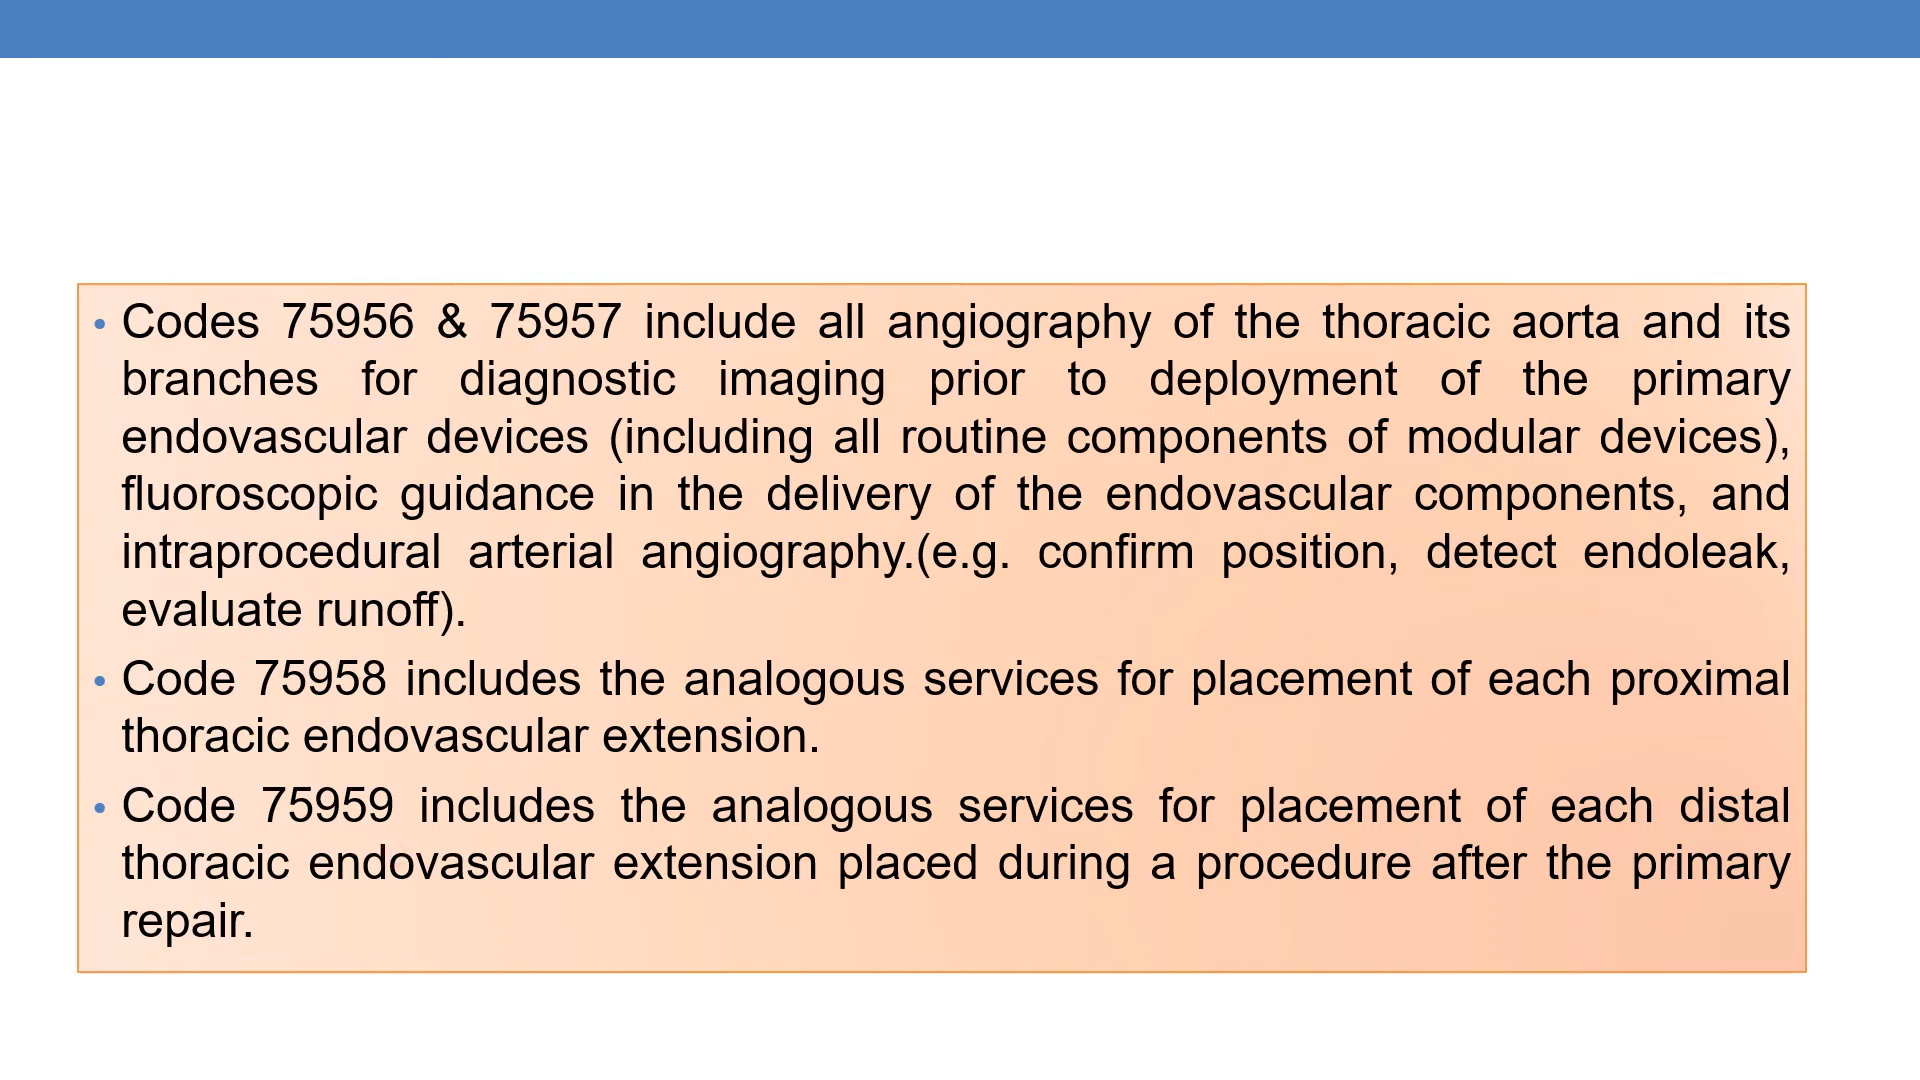 • Codes 75956 & 75957 include all angiography of the thoracic aorta and its
branches for diagnostic imaging prior to deployment of the primary
endovascular devices (including all routine components of modular devices),
fluoroscopic guidance in the delivery of the endovascular components, and
intraprocedural arterial angiography.(e.g. confirm position, detect endoleak,
evaluate runoff).
• Code 75958 includes the analogous services for placement of each proximal
thoracic endovascular extension.
• Code 75959 includes the analogous services for placement of each distal
thoracic endovascular extension placed during a procedure after the primary
repair.